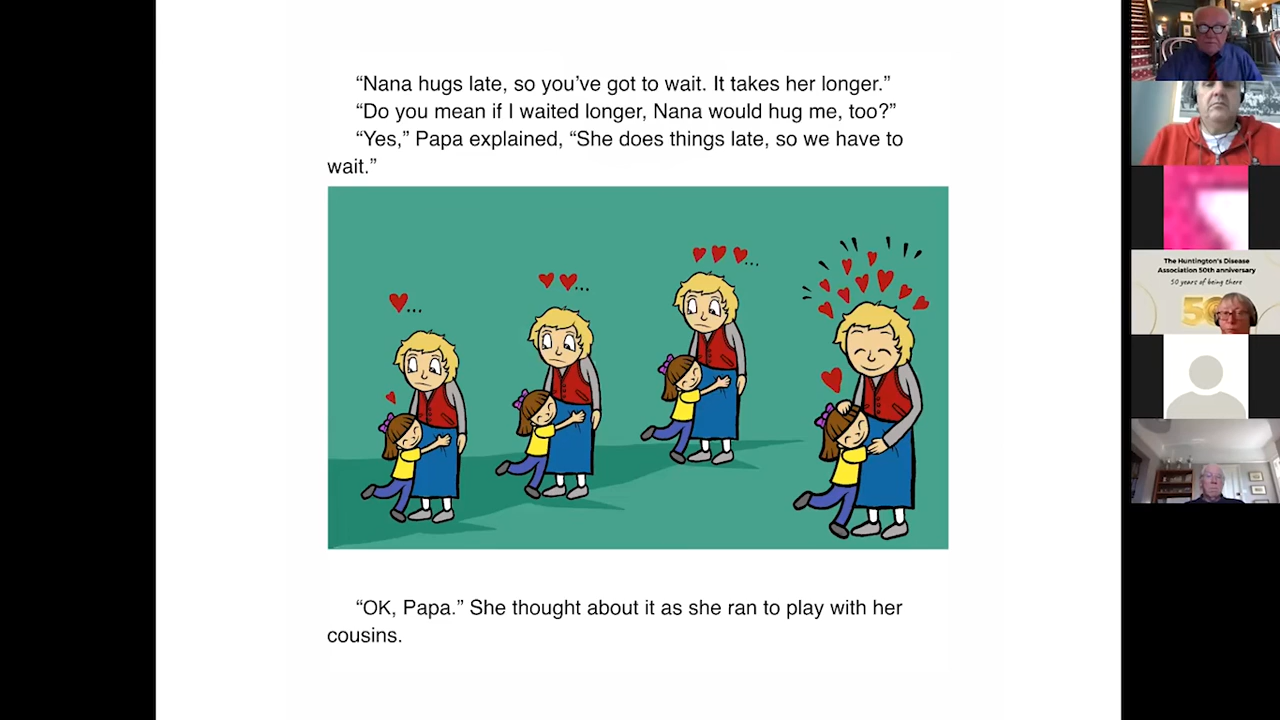 “Nana hugs late, so you’ve got to wait. It takes her longer.”
“Do you mean if I waited longer, Nana would hug me, too?”
“Yes,” Papa explained, “She does things late, so we have to
wait.”
“OK, Papa.” She thought about it as she ran to play with her
cousins.
The Huntington's Disease
Association 50th anniversary
50 years of being there